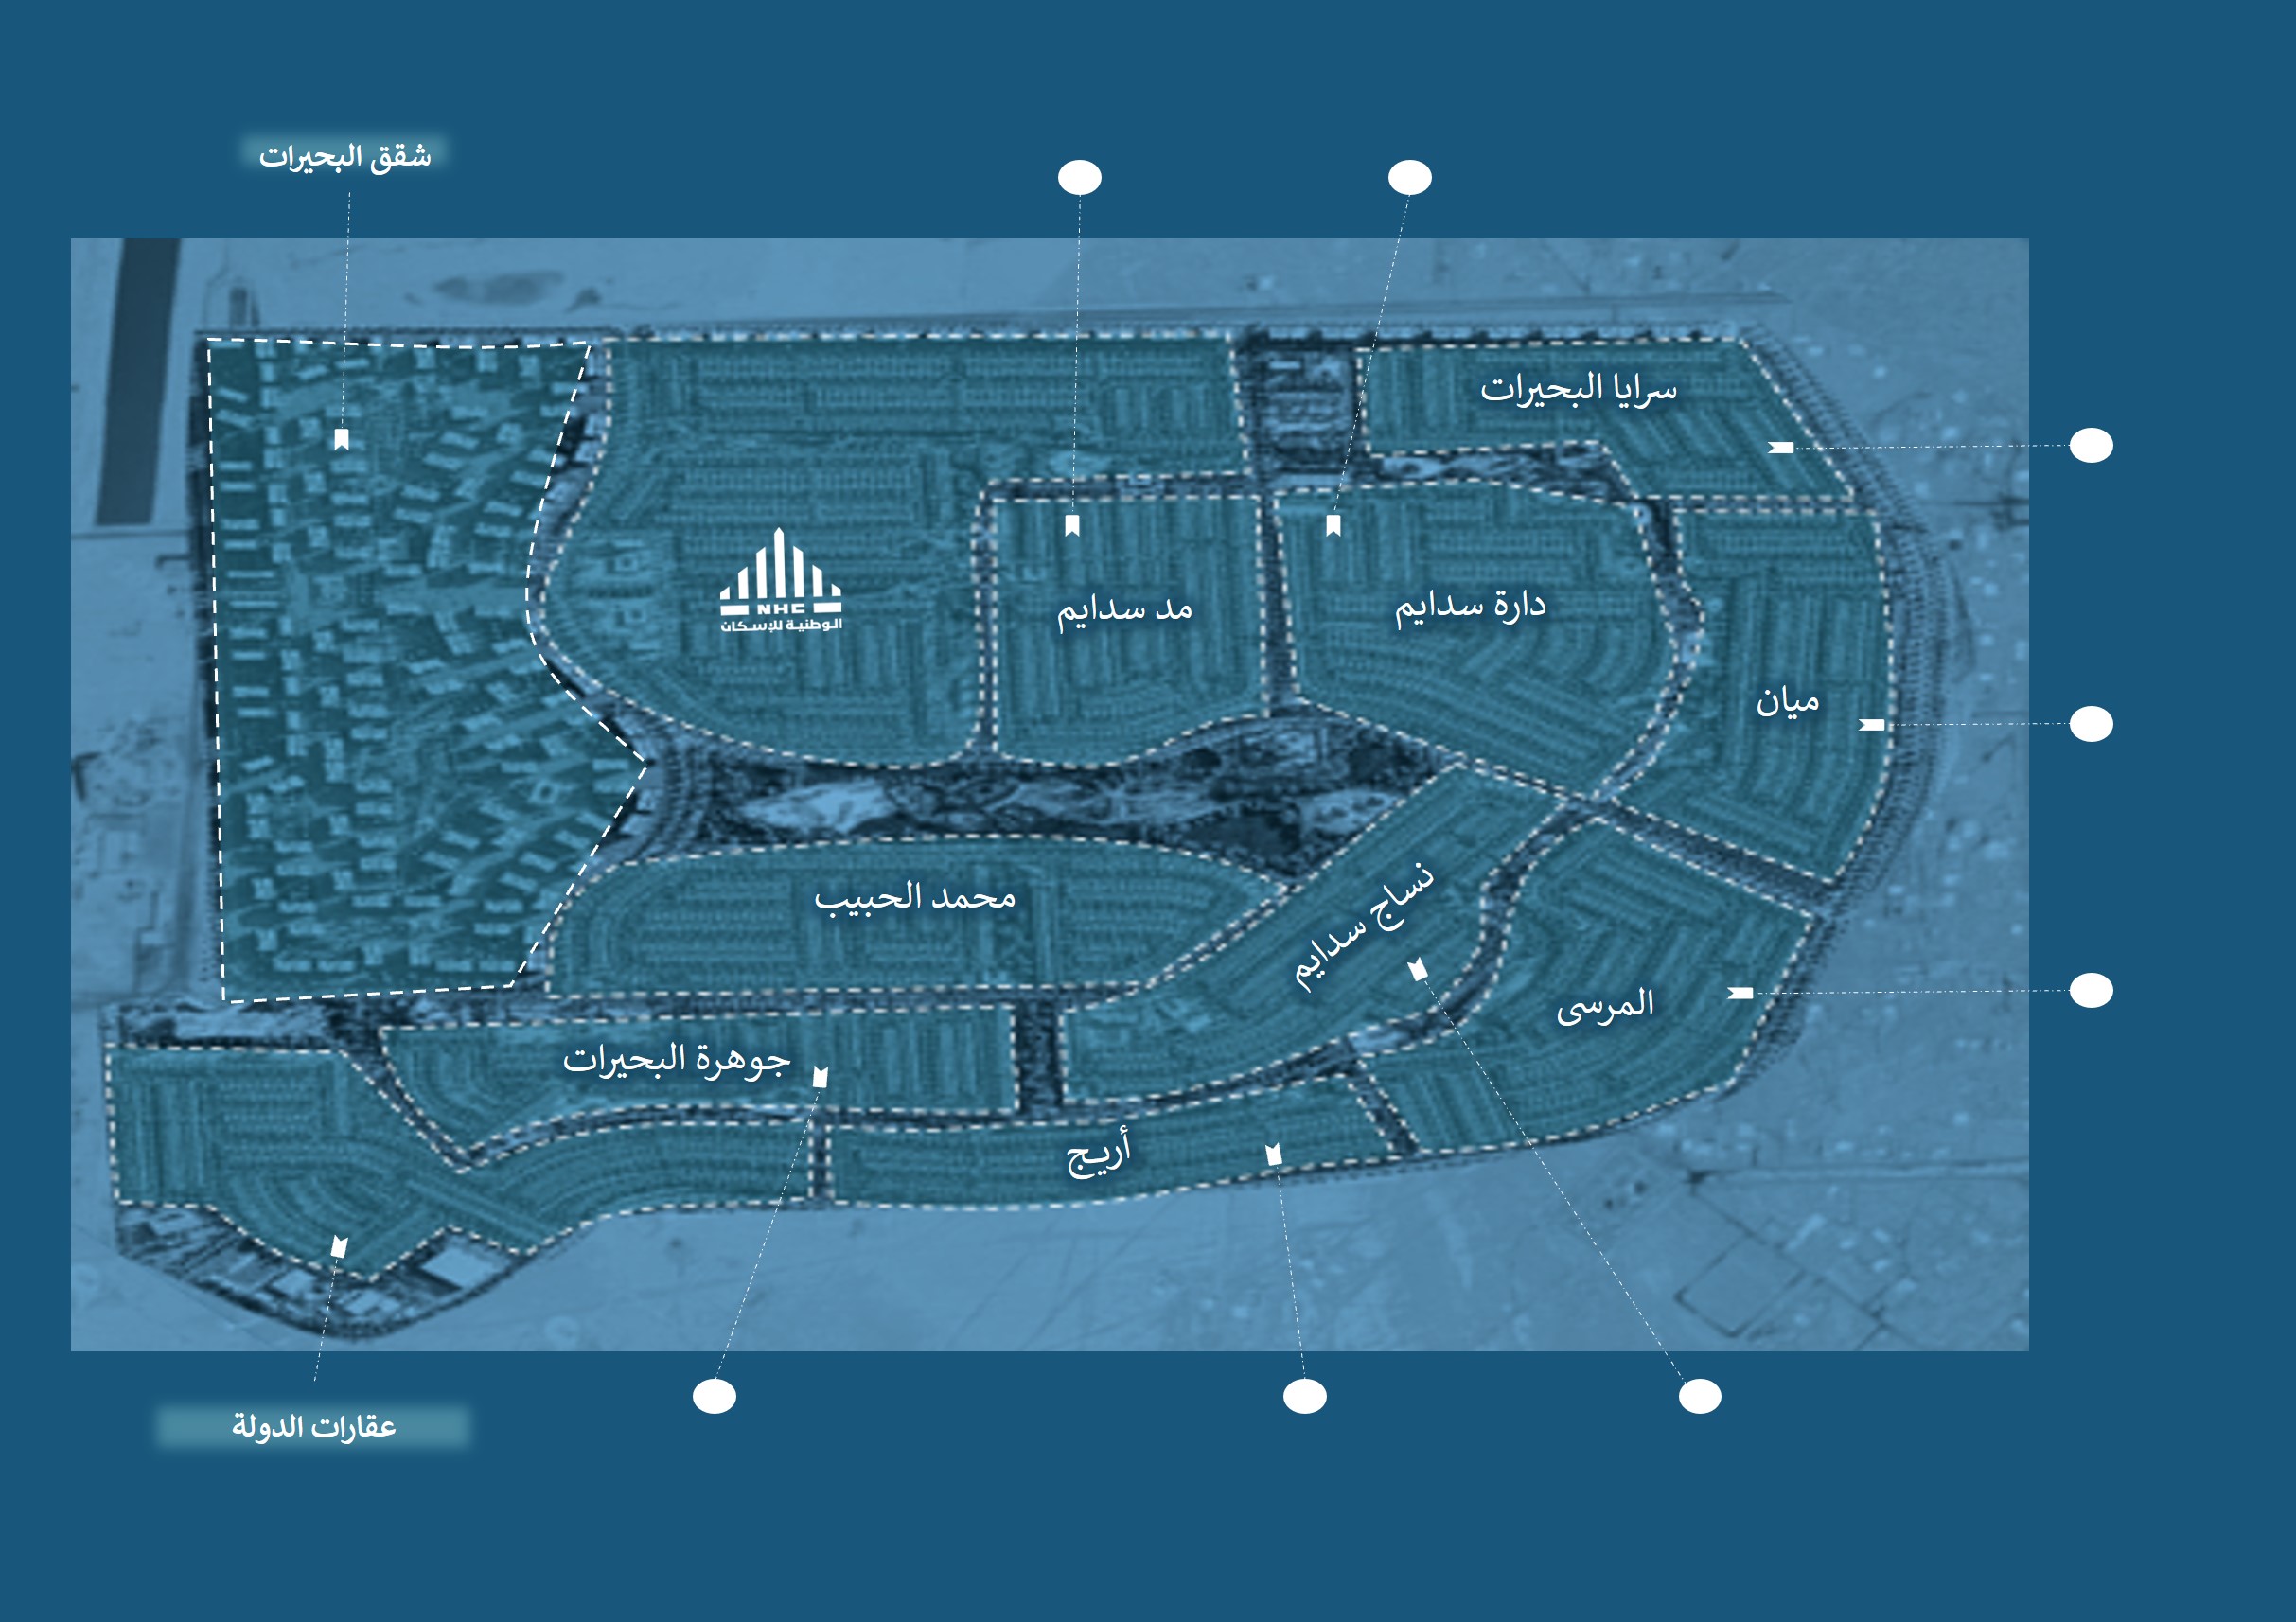 شقق البحيرات
سرايا البحيرات
NHC
الوطنية للإسكان
مد سدايم
دارة سدايم
ميان
محمد الحبيب
نساج سدايم
المرسى
جوهرة البحيرات
أريج
عقارات الدولة